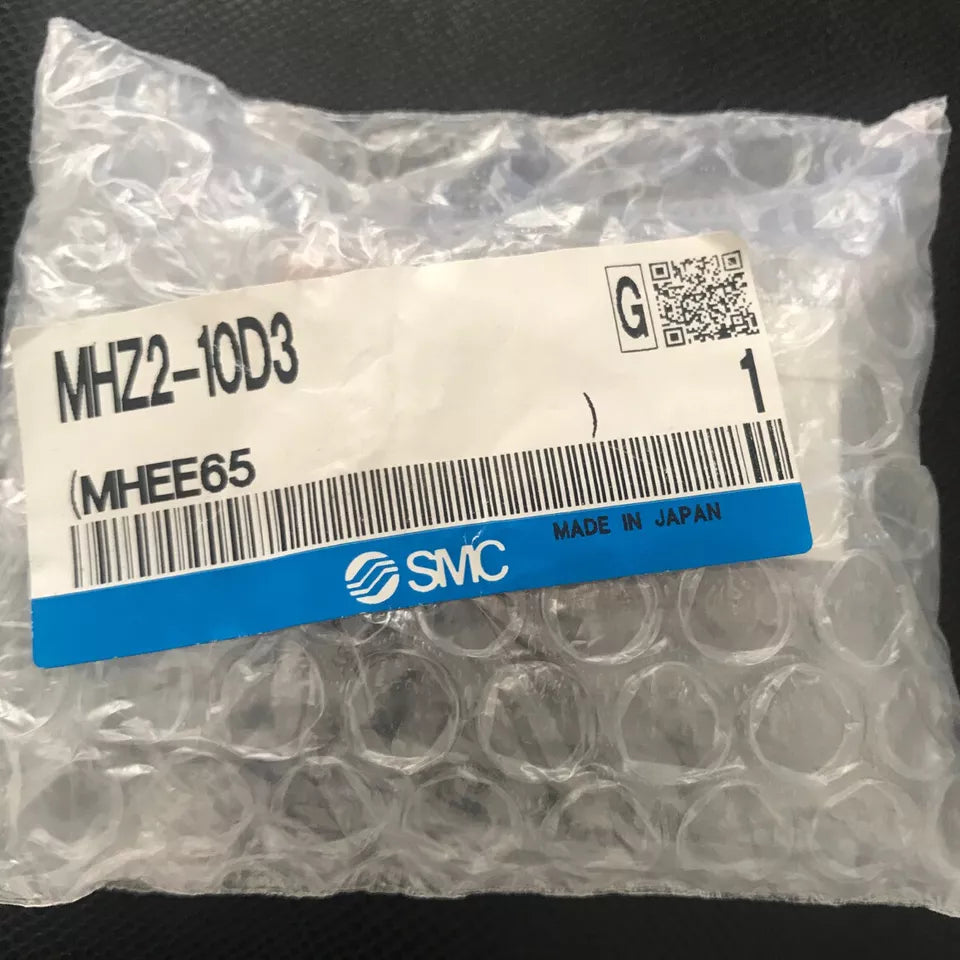 G
MHZ2-10D3
1
(MHEE65 )
SMC
MADE IN JAPAN